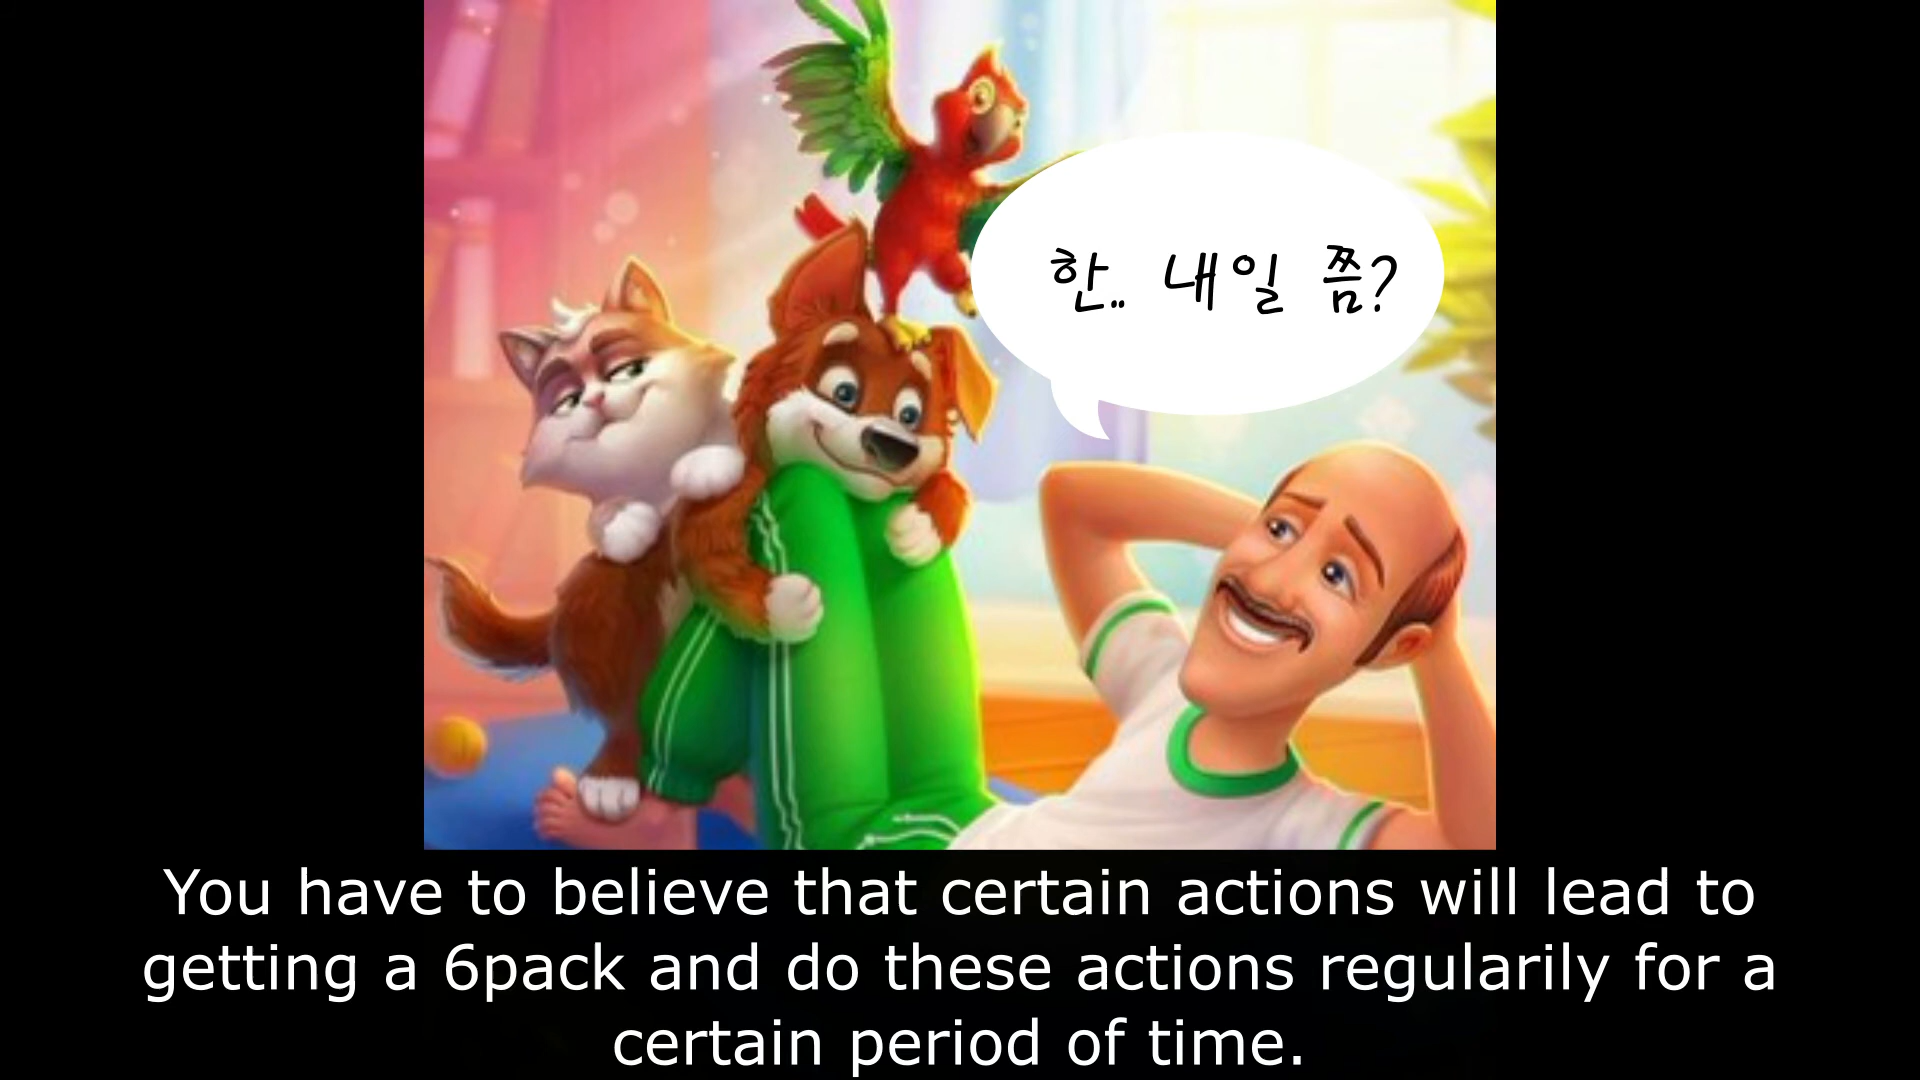 한.. 내일 쯤?
You have to believe that certain actions will lead to
getting a 6pack and do these actions regularily for a
certain period of time.